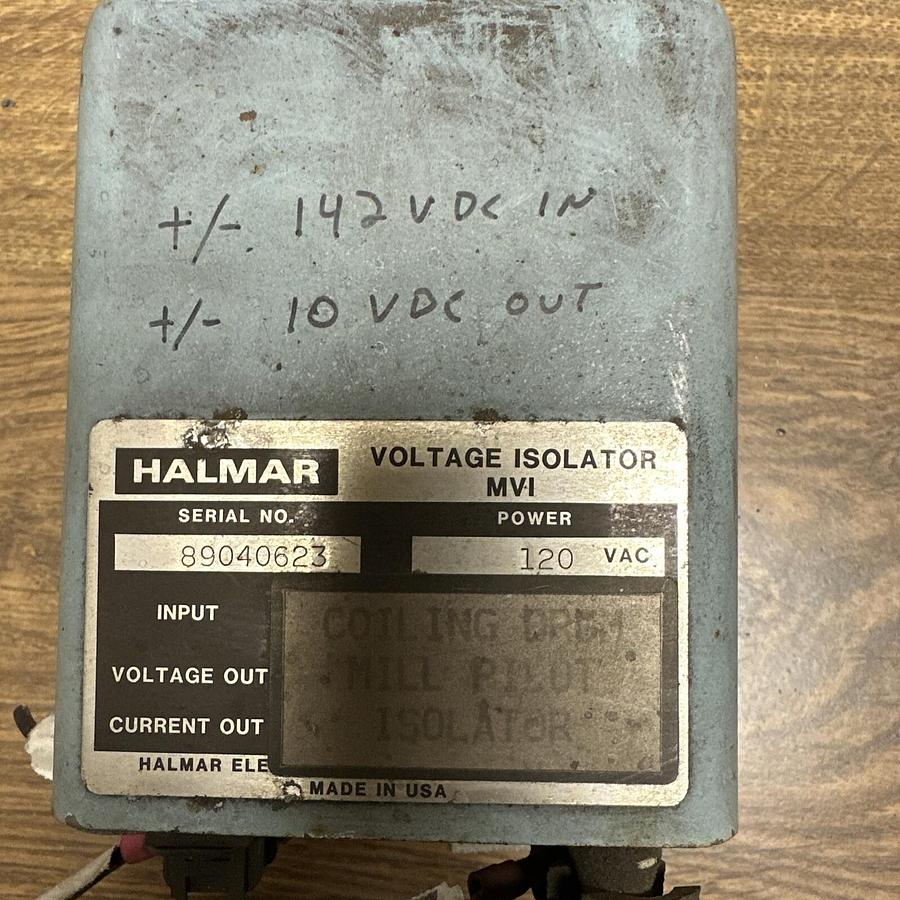 +/- 142 VDC IN
+/- 10 VDC OUT
HALMAR
VOLTAGE ISOLATOR
MVI
SERIAL NO.
POWER
89040623
120 VAC
INPUT
COILING
VOLTAGE OUT
MILL PILOT
CURRENT OUT
ISOLATOR
HALMAR ELE
MADE IN USA